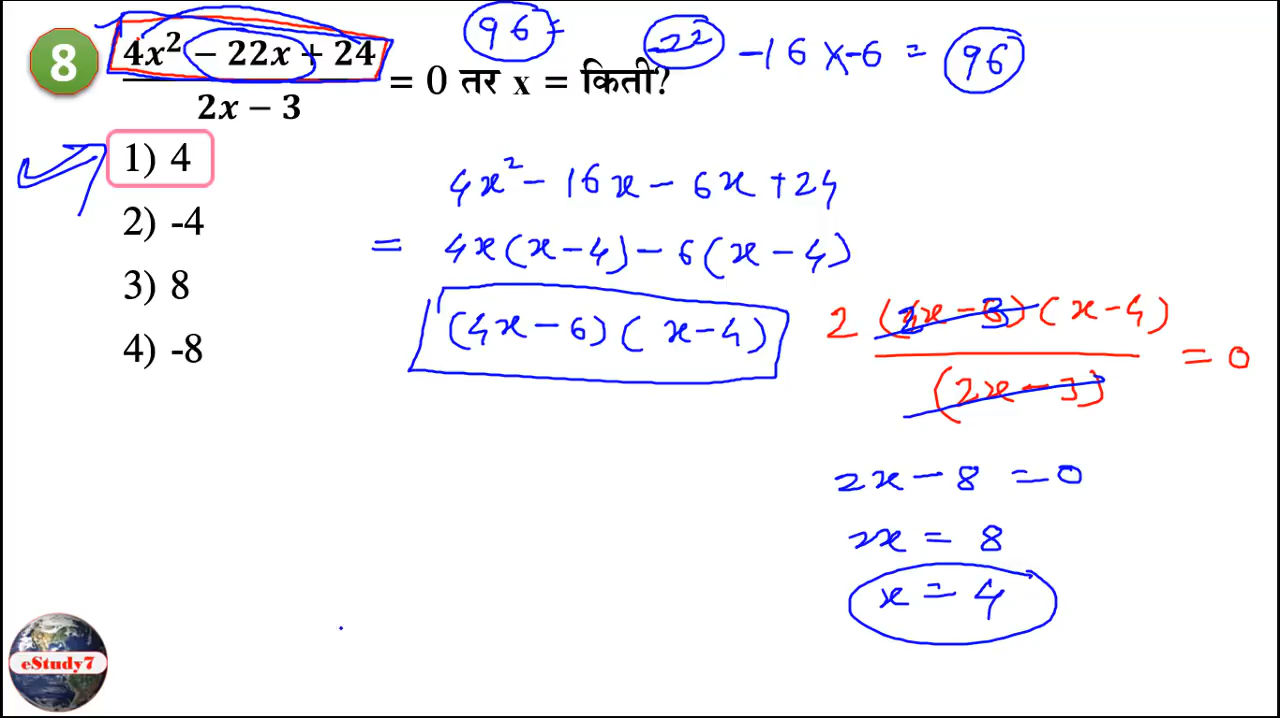 8
4x² − 22x + 24
2x − 3
= 0 तर x = किती?
96 =
-22
-16 x -6 = 96
1) 4
2) -4
3) 8
4) -8
4x² - 16x - 6x + 24
= 4x(x-4) - 6(x-4)
(4x-6)(x-4)
2 (2x-3)(x-4)
(2x-3)
= 0
2x - 8 = 0
2x = 8
x = 4
eStudy7